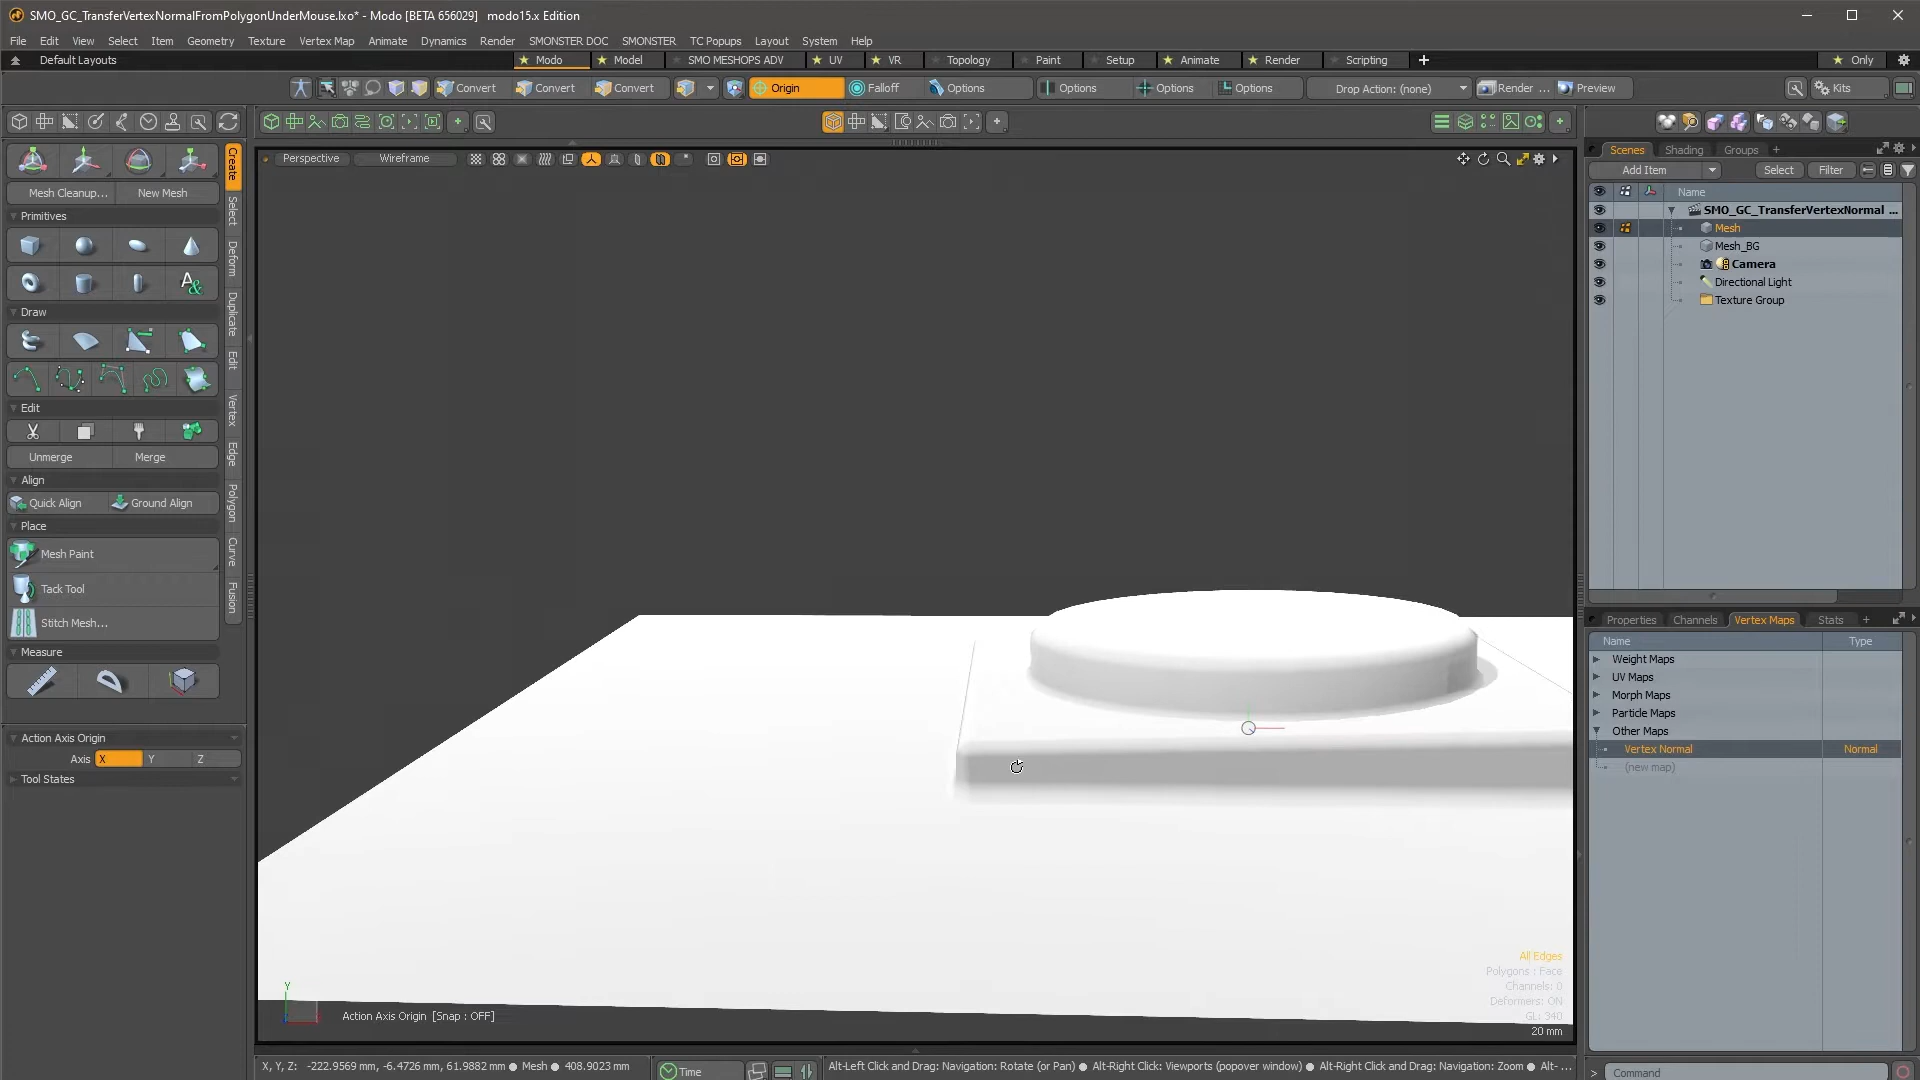 SMO_GC_TransferVertexNormalFromPolygonUnderMouse.lxo* - Modo [BETA 656029]   modo15.x Edition
File Edit View Select Item Geometry Texture Vertex Map Animate Dynamics Render SMONSTER DOC SMONSTER TC Popups Layout System Help
Default Layouts Modo Model SMO MESHOPS ADV UV VR Topology Paint Setup Animate Render Scripting Only
Convert Convert Convert Origin Falloff Options Options Options Options Drop Action: (none) Render ... Preview Kits
Perspective Wireframe
Mesh Cleanup... New Mesh
Primitives
Draw
Edit
Unmerge Merge
Align
Quick Align Ground Align
Place
Mesh Paint
Tack Tool
Stitch Mesh...
Measure
Action Axis Origin
Axis X Y Z
Tool States
Create
Select
Deform
Duplicate
Edit
Vertex
Edge
Polygon
Curve
Fusion
Y
Action Axis Origin [Snap : OFF]
All Edges
Polygons : Face
Channels: 0
Deformers: ON
GL: 340
20 mm
Scenes Shading Groups
Add Item Select Filter
Name
SMO_GC_TransferVertexNormal ...
Mesh
Mesh_BG
Camera
Directional Light
Texture Group
Properties Channels Vertex Maps Stats
Name Type
Weight Maps
UV Maps
Morph Maps
Particle Maps
Other Maps
Vertex Normal Normal
(new map)
X, Y, Z: -222.9569 mm, -6.4726 mm, 61.9882 mm ● Mesh ● 408.9023 mm Time Alt-Left Click and Drag: Navigation: Rotate (or Pan) ● Alt-Right Click: Viewports (popover window) ● Alt-Right Click and Drag: Navigation: Zoom ● Alt- ... > Command